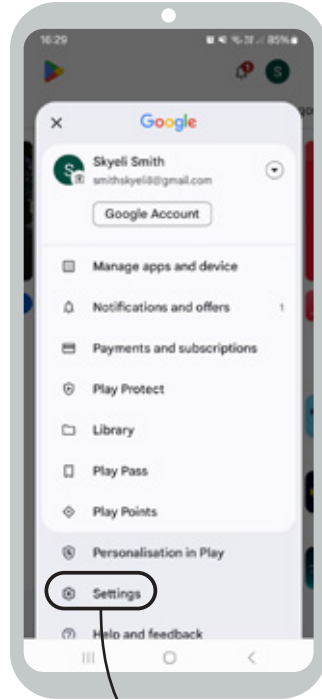 16:29
85%
Google
S
Skyeli Smith
smithskyeli8@gmail.com
Google Account
Manage apps and device
Notifications and offers 1
Payments and subscriptions
Play Protect
Library
Play Pass
Play Points
Personalisation in Play
Settings
Help and feedback